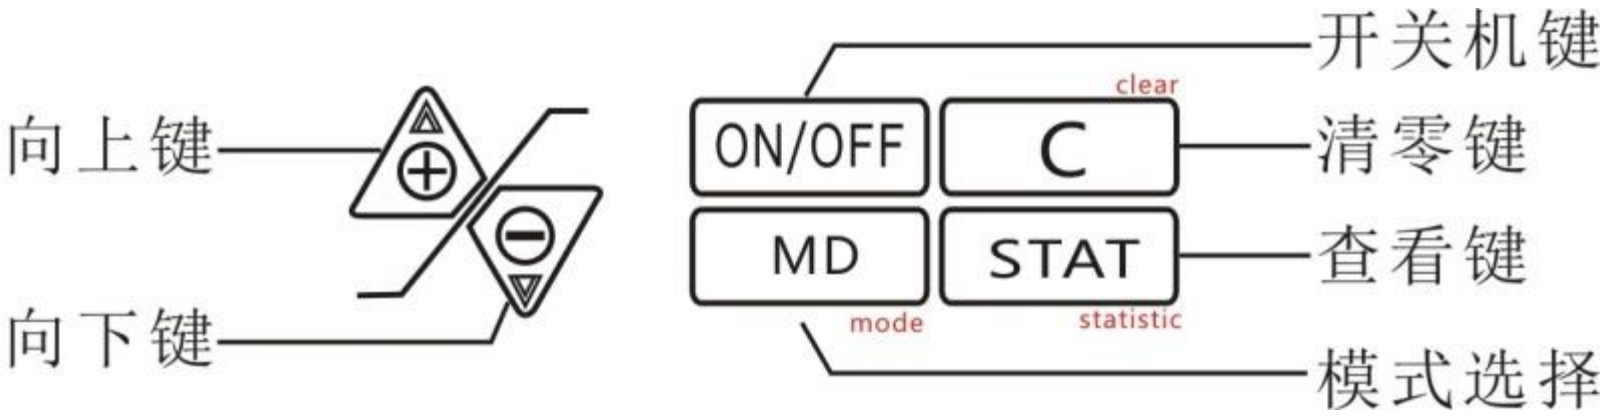 开关机键
clear
向上键
ON/OFF
C
清零键
MD
STAT
查看键
mode
statistic
向下键
模式选择